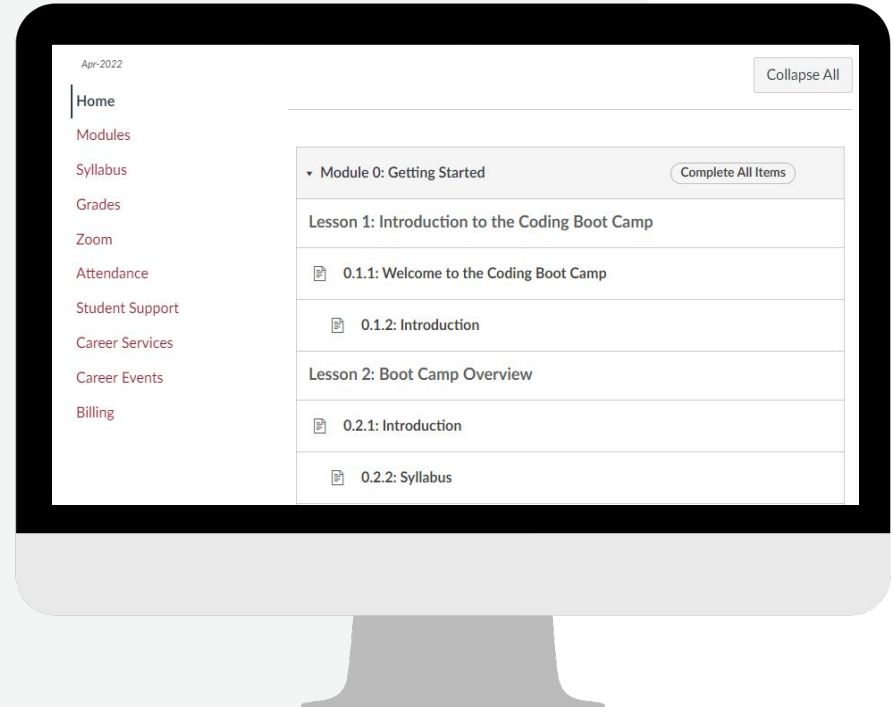 Apr-2022
Home
Modules
Syllabus
Grades
Zoom
Attendance
Student Support
Career Services
Career Events
Billing
Collapse All
Module 0: Getting Started
Complete All Items
Lesson 1: Introduction to the Coding Boot Camp
0.1.1: Welcome to the Coding Boot Camp
0.1.2: Introduction
Lesson 2: Boot Camp Overview
0.2.1: Introduction
0.2.2: Syllabus